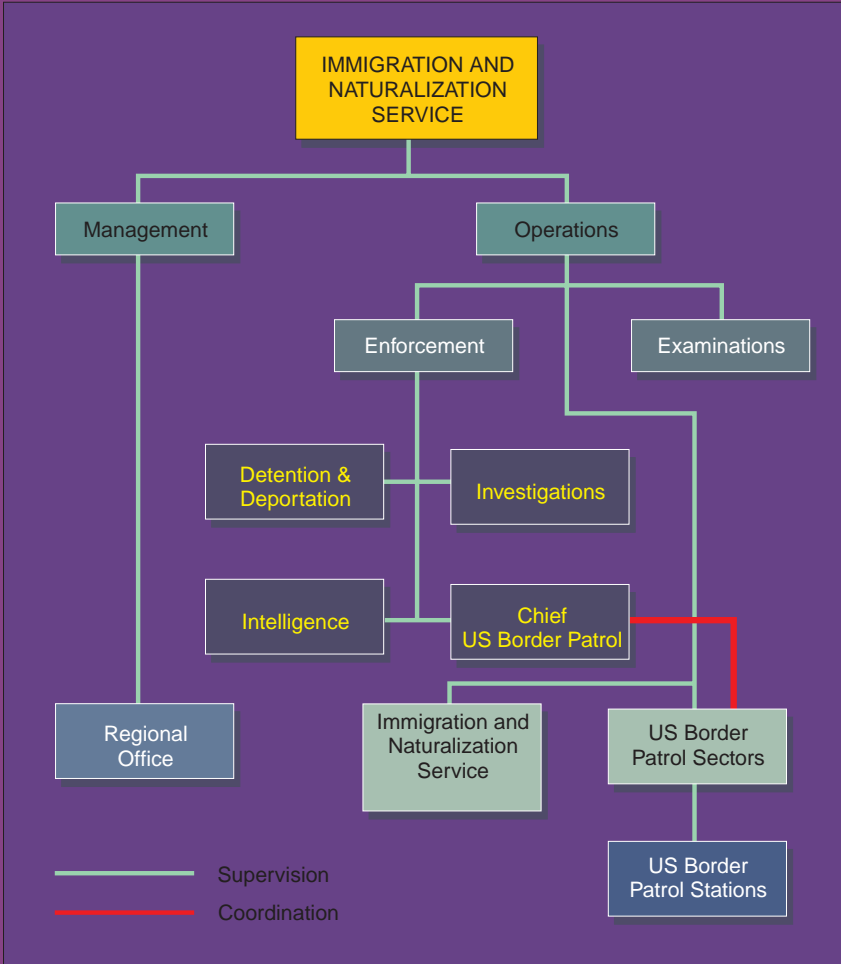 IMMIGRATION AND
NATURALIZATION
SERVICE
Management
Operations
Enforcement
Examinations
Detention &
Deportation
Investigations
Intelligence
Chief
US Border Patrol
Regional
Office
Immigration and
Naturalization
Service
US Border
Patrol Sectors
US Border
Patrol Stations
Supervision
Coordination